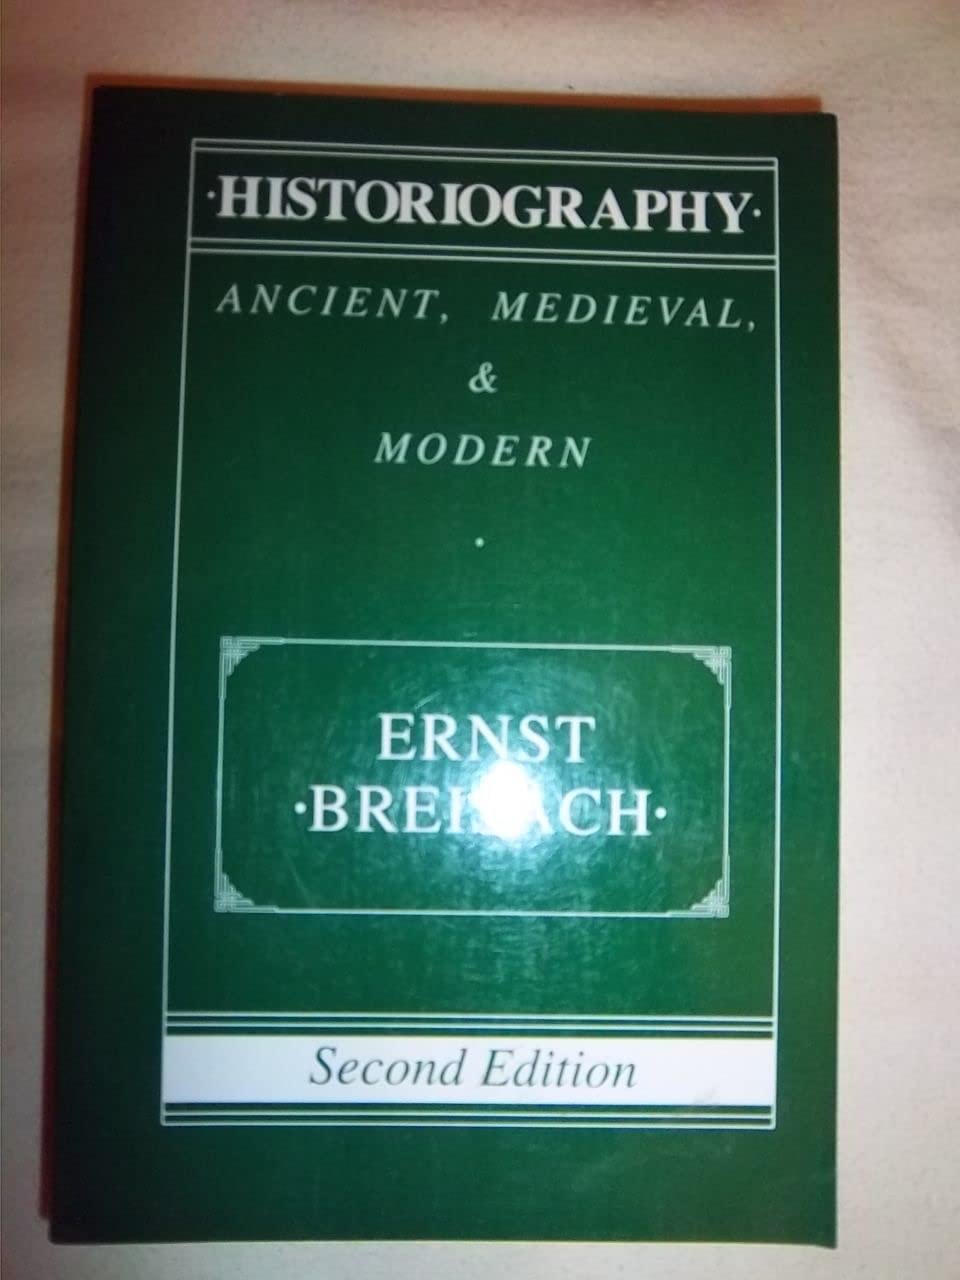 ·HISTORIOGRAPHY·
ANCIENT, MEDIEVAL,
&
MODERN
·
ERNST
Second Edition